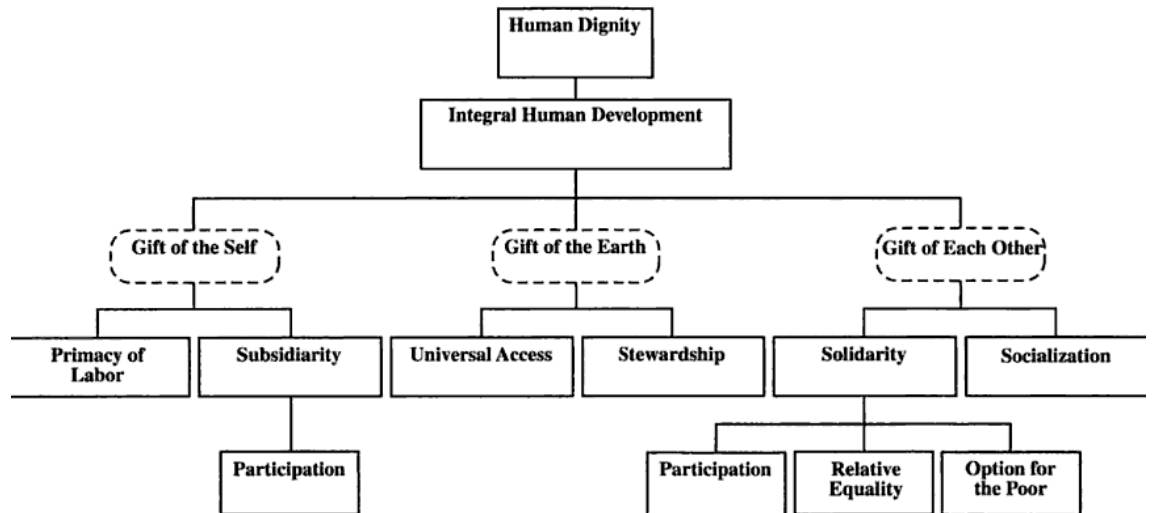 Human Dignity
Integral Human Development
Gift of the Self
Gift of the Earth
Gift of Each Other
Primacy of
Labor
Subsidiarity
Universal Access
Stewardship
Solidarity
Socialization
Participation
Participation
Relative
Equality
Option for
the Poor